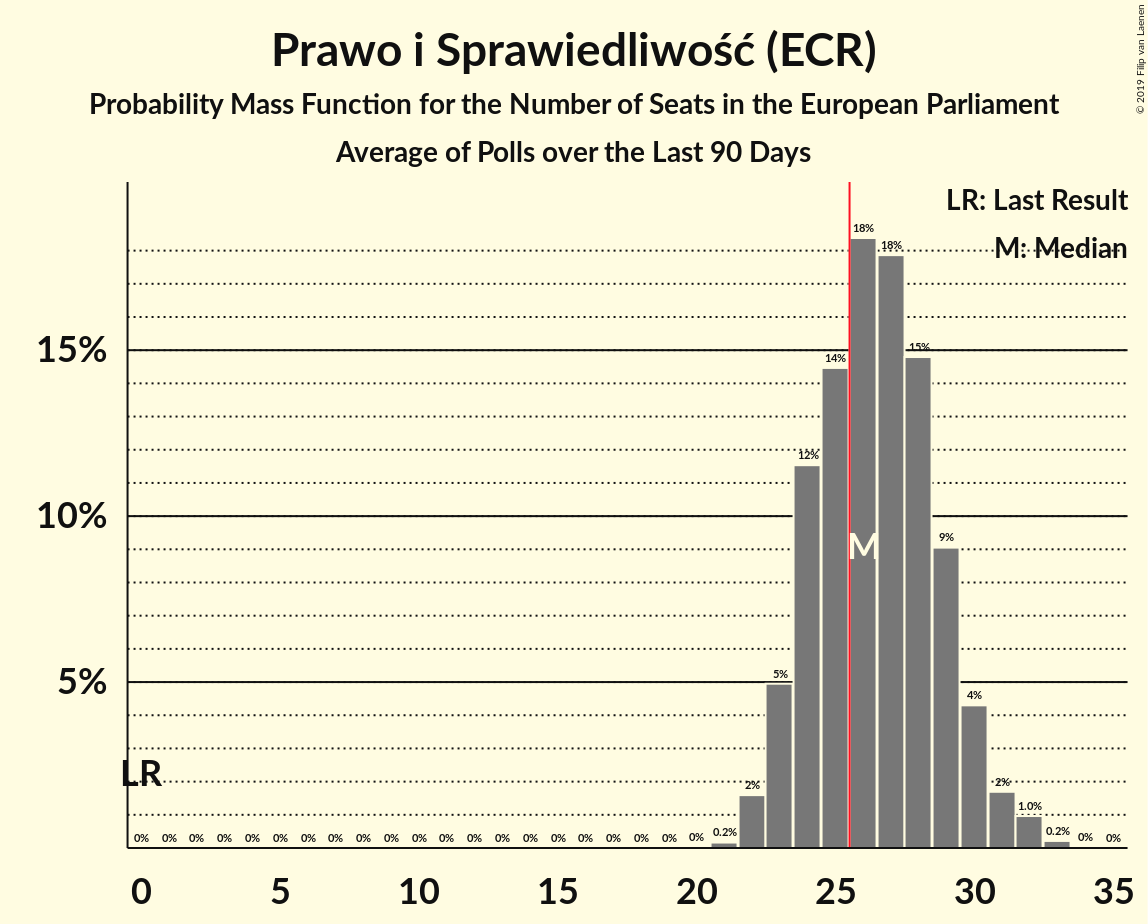 Prawo i Sprawiedliwość (ECR)
Probability Mass Function for the Number of Seats in the European Parliament
Average of Polls over the Last 90 Days
© 2019 Filip van Laenen
LR: Last Result
M: Median
18%
18%
15%
15%
14%
12%
10%
M
9%
5%
5%
4%
LR
2%
2%
1.0%
0% 0% 0% 0% 0% 0% 0% 0% 0% 0% 0% 0% 0% 0% 0% 0% 0% 0% 0% 0% 0% 0.2% 0.2% 0% 0%
0 5 10 15 20 25 30 35